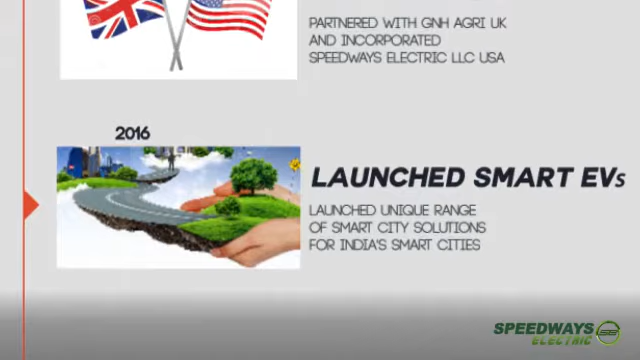 PARTNERED WITH GNH AGRI UK
AND INCORPORATED
SPEEDWAYS ELECTRIC LLC USA
2016
LAUNCHED SMART EVs
LAUNCHED UNIQUE RANGE
OF SMART CITY SOLUTIONS
FOR INDIA'S SMART CITIES
SPEEDWAYS
ELECTRIC